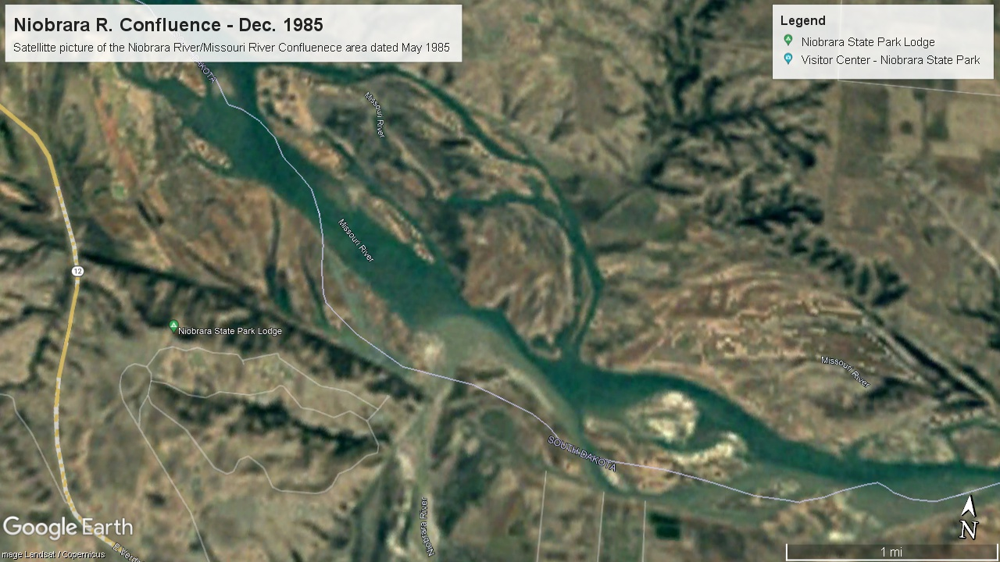 Niobrara R. Confluence - Dec. 1985
Satellitte picture of the Niobrara River/Missouri River Confluenece area dated May 1985
Legend
Niobrara State Park Lodge
Visitor Center - Niobrara State Park
Missouri River
Missouri River
12
Niobrara State Park Lodge
Missouri River
SOUTH DAKOTA
Niobrara River
Google Earth
N
mage Landsat / Copernicus
1 mi